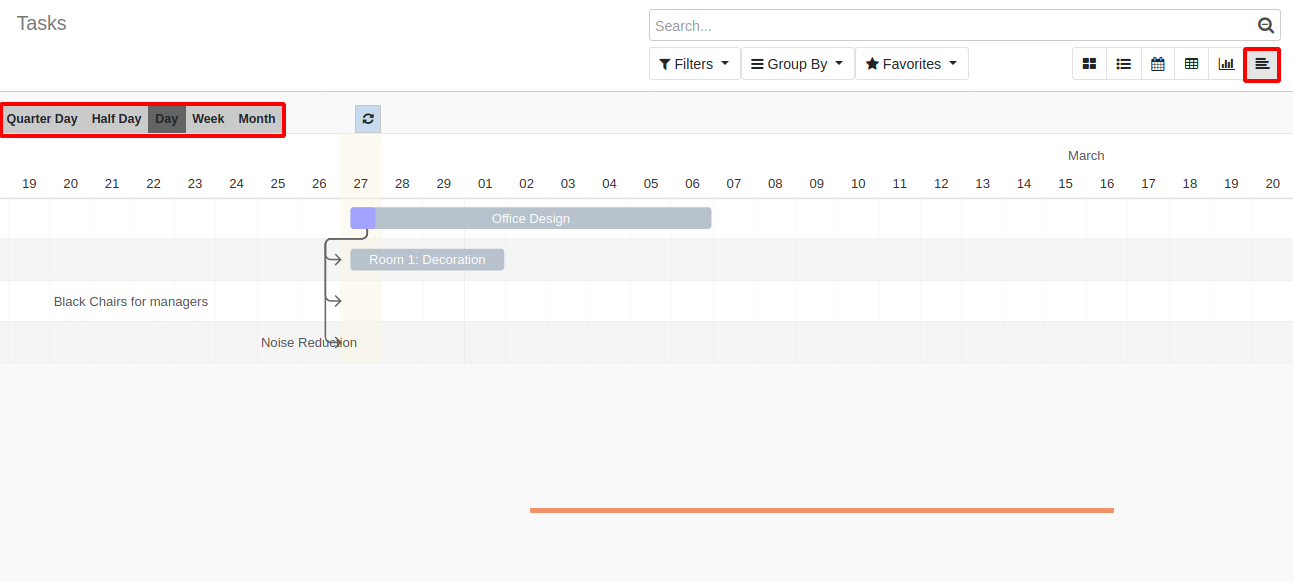 Tasks
Search...
Filters Group By Favorites
Quarter Day Half Day Day Week Month
March
19 20 21 22 23 24 25 26 27 28 29 01 02 03 04 05 06 07 08 09 10 11 12 13 14 15 16 17 18 19 20
Office Design
Room 1: Decoration
Black Chairs for managers
Noise Reduction